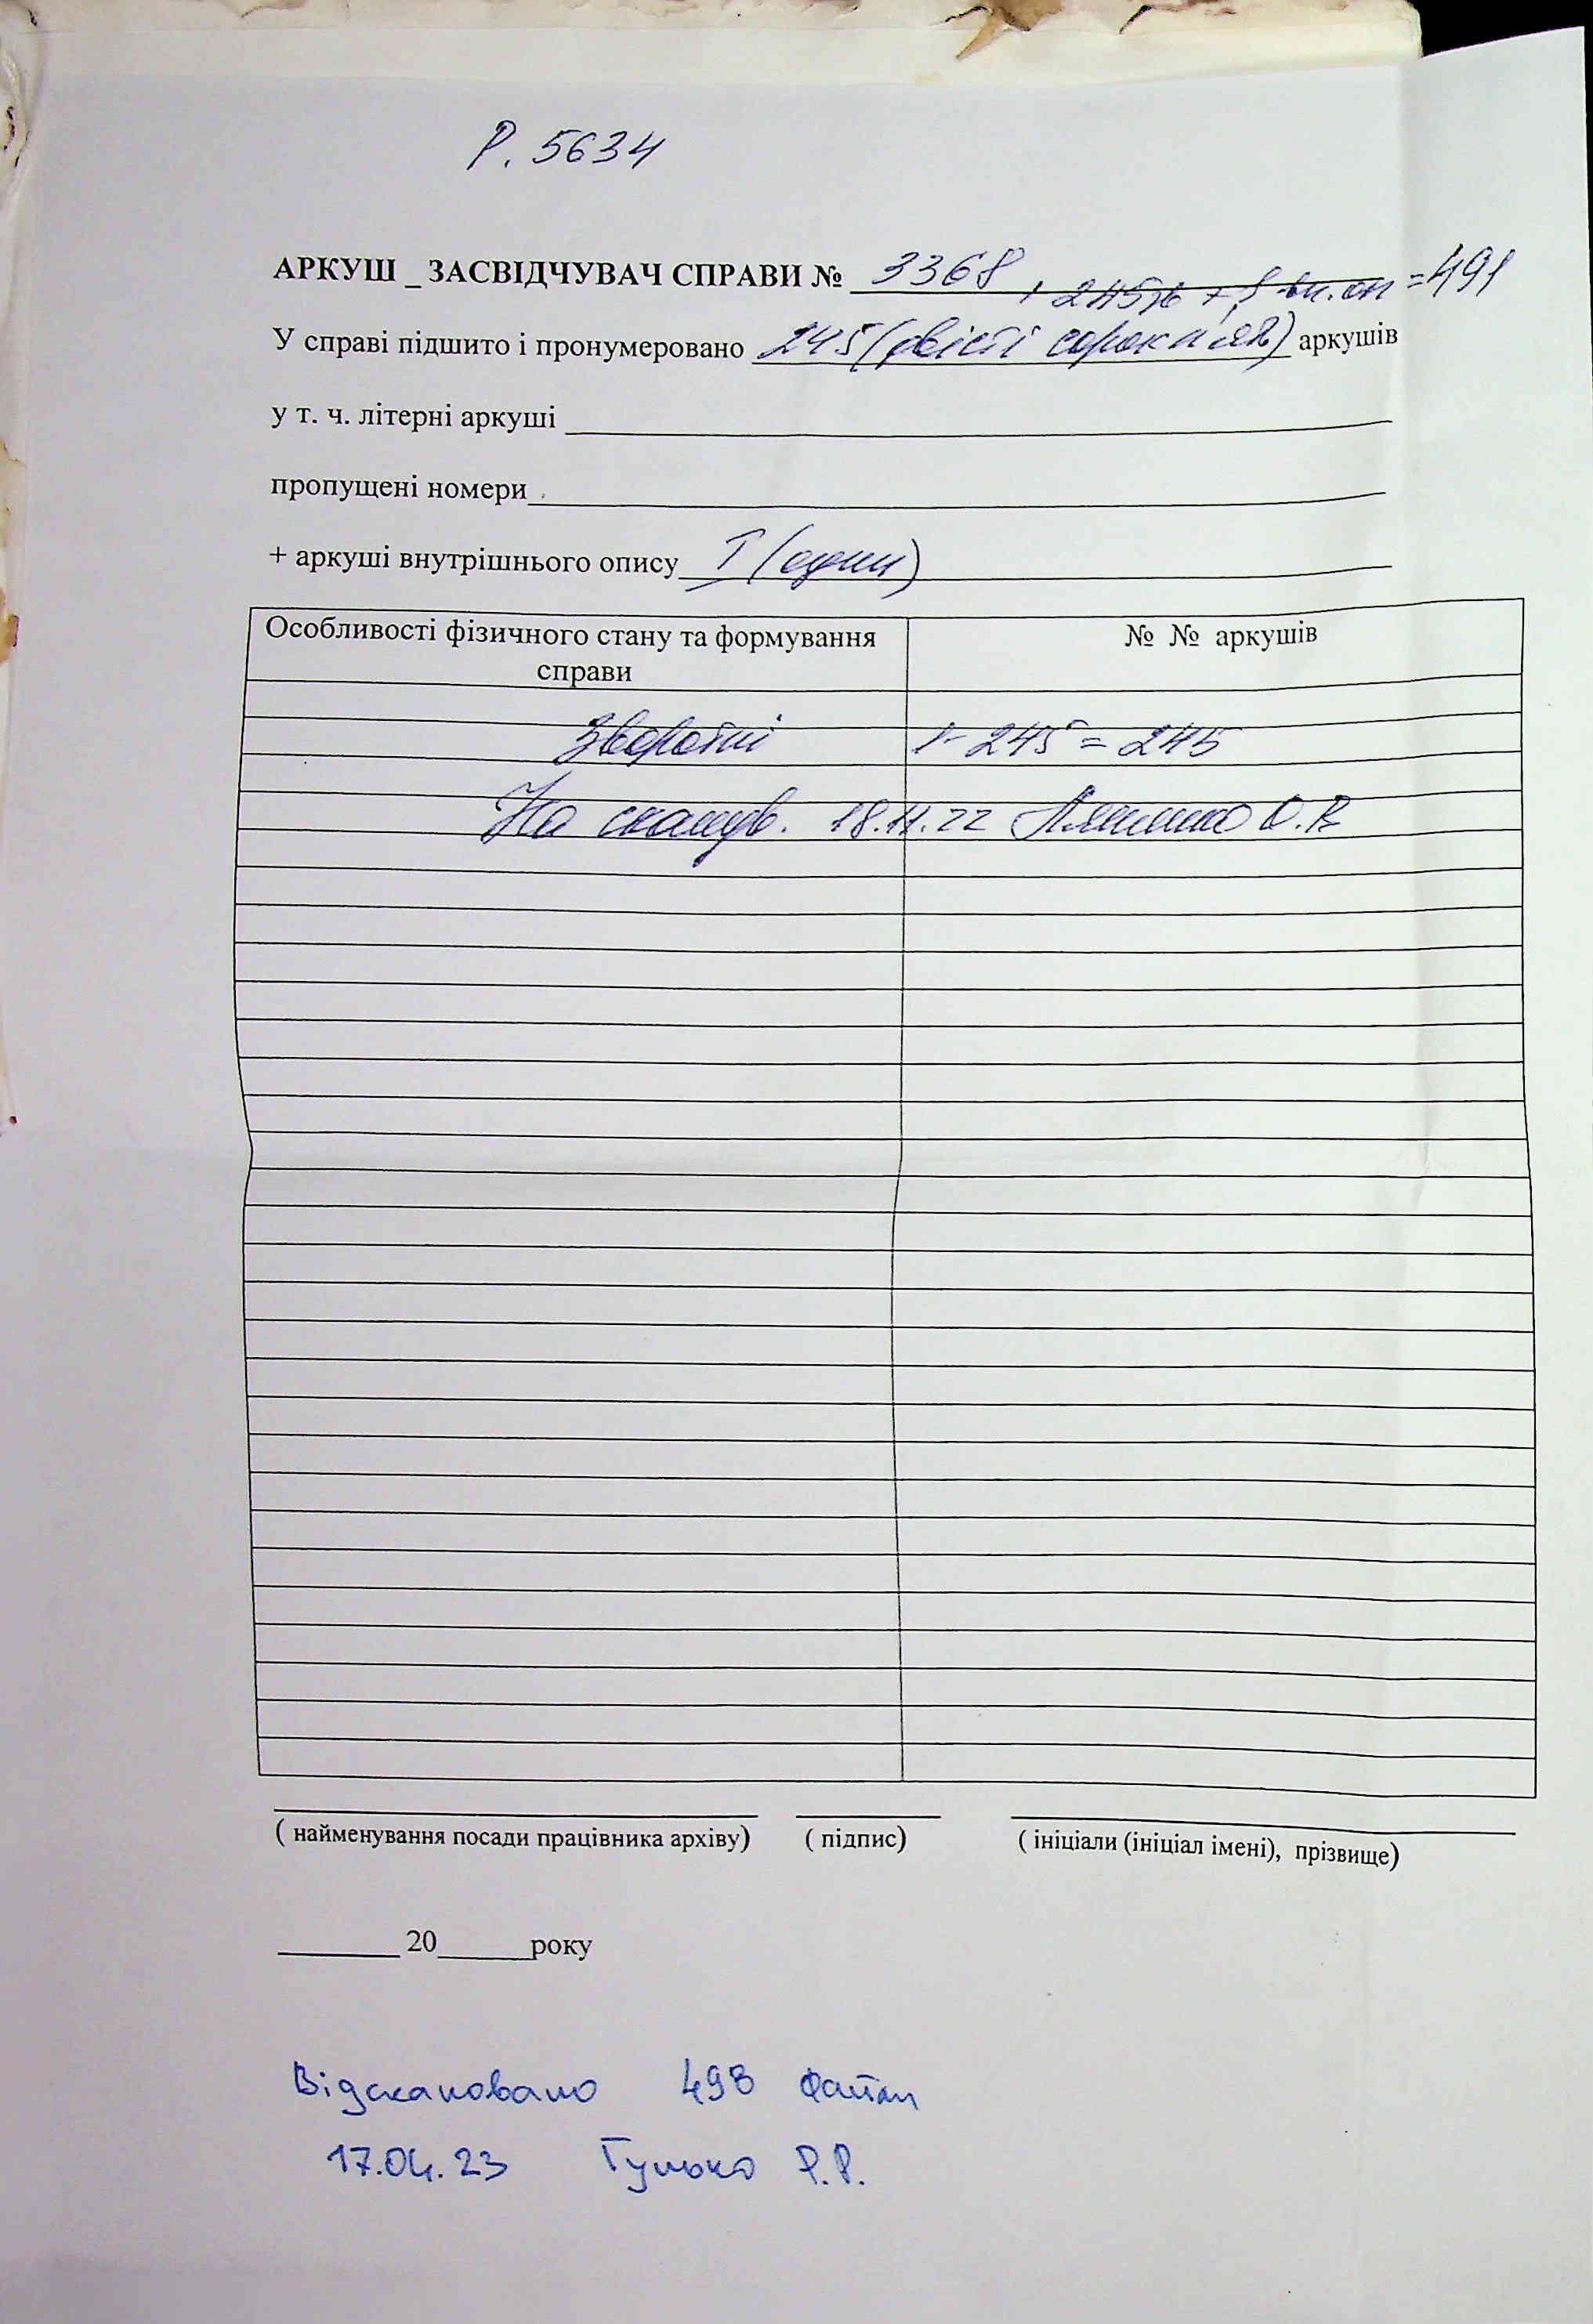 Р. 5634
АРКУШ _ ЗАСВІДЧУВАЧ СПРАВИ № 3368, 245 + 1 вн. оп = 491
У справі підшито і пронумеровано 245 (двісті сорок п'ять) аркушів
у т. ч. літерні аркуші
пропущені номери
+ аркуші внутрішнього опису I (один)
Особливості фізичного стану та формування справи № № аркушів
Зворотні 1-245 = 245
На сканув. 18.11.22 О.В
( найменування посади працівника архіву) ( підпис) ( ініціали (ініціал імені), прізвище)
20 року
Відскановано 498 файли
17.04.23 Гулько Р.Р.